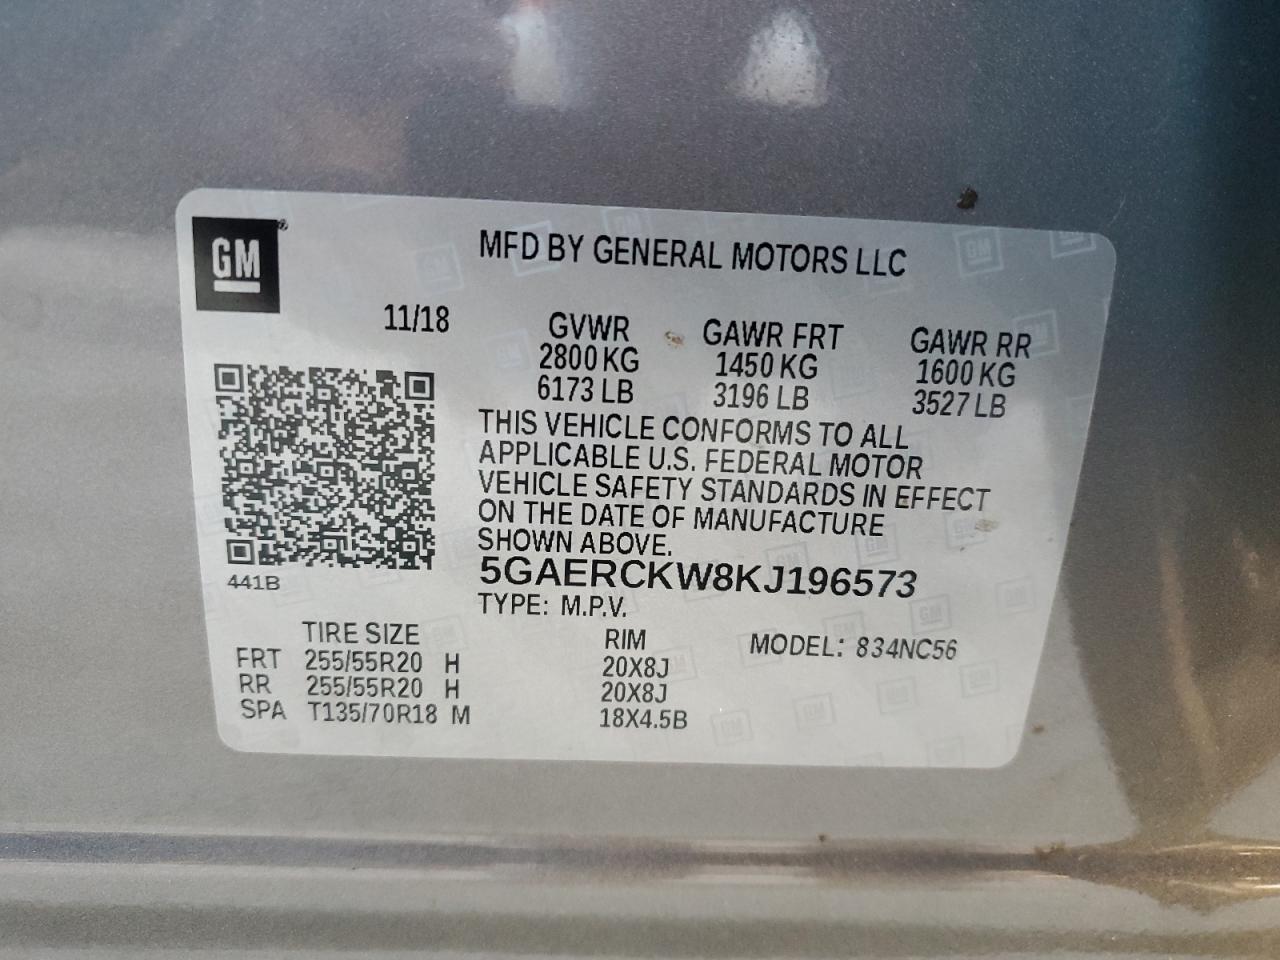 GM
MFD BY GENERAL MOTORS LLC
11/18
GVWR GAWR FRT GAWR RR
2800 KG 1450 KG 1600 KG
6173 LB 3196 LB 3527 LB
THIS VEHICLE CONFORMS TO ALL
APPLICABLE U.S. FEDERAL MOTOR
VEHICLE SAFETY STANDARDS IN EFFECT
ON THE DATE OF MANUFACTURE
SHOWN ABOVE.
441B
5GAERCKW8KJ196573
TYPE: M.P.V.
TIRE SIZE RIM MODEL: 834NC56
FRT 255/55R20 H 20X8J
RR 255/55R20 H 20X8J
SPA T135/70R18 M 18X4.5B